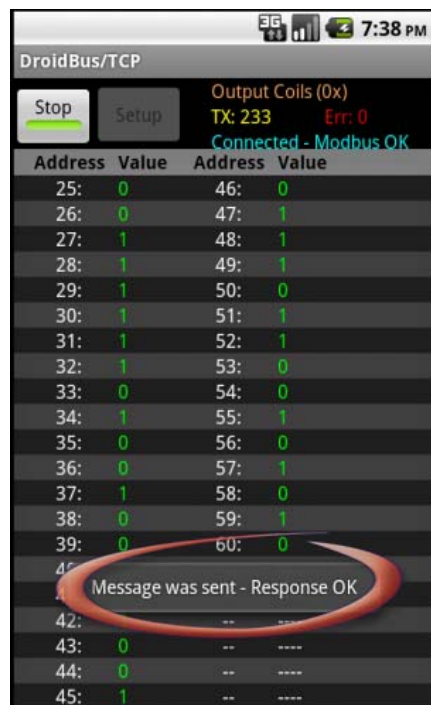 3G 7:38 PM
DroidBus/TCP
Stop Setup
Output Coils (0x)
TX: 233 Err: 0
Connected - Modbus OK
Address Value Address Value
25: 0 46: 0
26: 0 47: 1
27: 1 48: 1
28: 1 49: 1
29: 1 50: 0
30: 1 51: 1
31: 1 52: 1
32: 1 53: 0
33: 0 54: 0
34: 1 55: 1
35: 0 56: 0
36: 0 57: 1
37: 1 58: 0
38: 0 59: 1
39: 0 60: 0
Message was sent - Response OK
42: -- ----
43: 0 -- ----
44: 0 -- ----
45: 1 -- ----